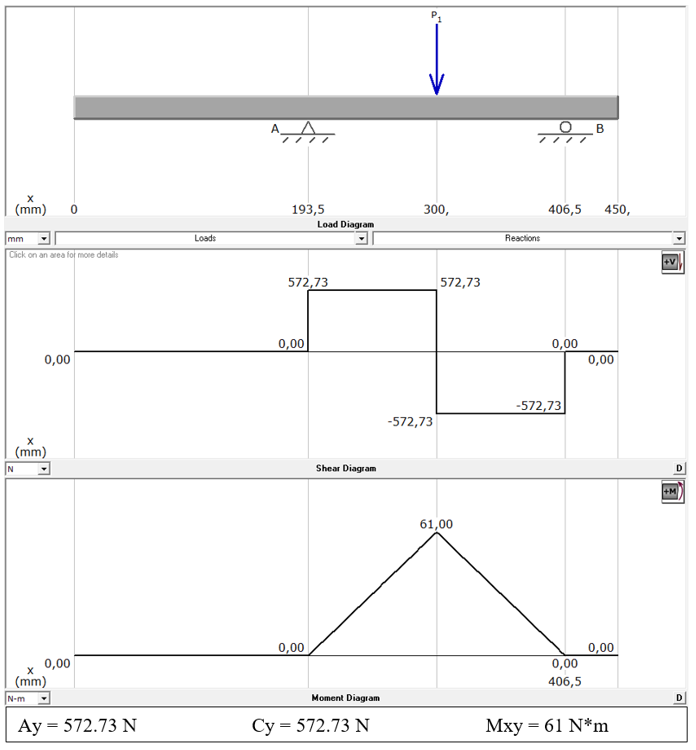 P1
A B
x
(mm) 0 193,5 300, 406,5 450,
Load Diagram
mm Loads Reactions
Click on an area for more details
+V
572,73 572,73
0,00 0,00
0,00 0,00
-572,73
-572,73
x
(mm)
N Shear Diagram D
+M
61,00
0,00 0,00
0,00 0,00
x
(mm) 406,5
N-m Moment Diagram D
Ay = 572.73 N Cy = 572.73 N Mxy = 61 N*m